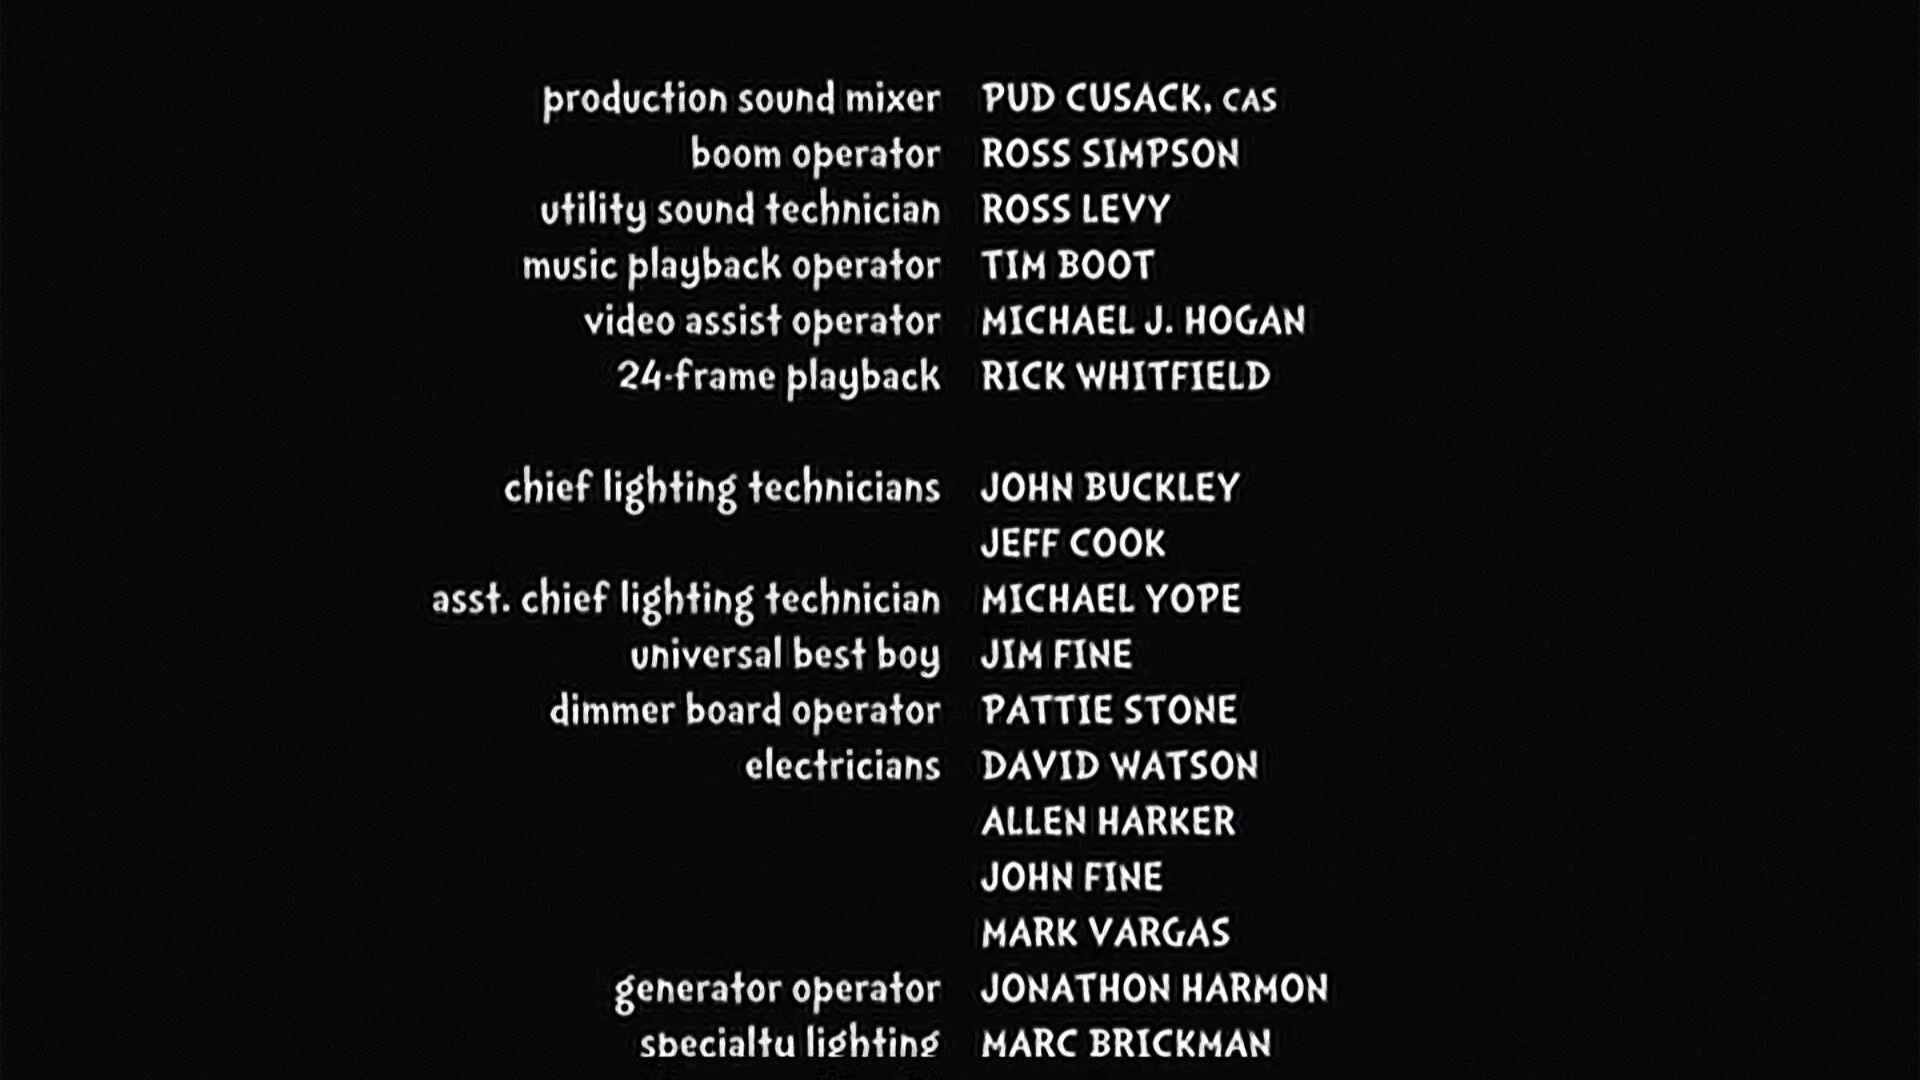 production sound mixer PUD CUSACK, CAS
boom operator ROSS SIMPSON
utility sound technician ROSS LEVY
music playback operator TIM BOOT
video assist operator MICHAEL J. HOGAN
24-frame playback RICK WHITFIELD
chief lighting technicians JOHN BUCKLEY
JEFF COOK
asst. chief lighting technician MICHAEL YOPE
universal best boy JIM FINE
dimmer board operator PATTIE STONE
electricians DAVID WATSON
ALLEN HARKER
JOHN FINE
MARK VARGAS
generator operator JONATHON HARMON
specialty lighting MARC BRICKMAN